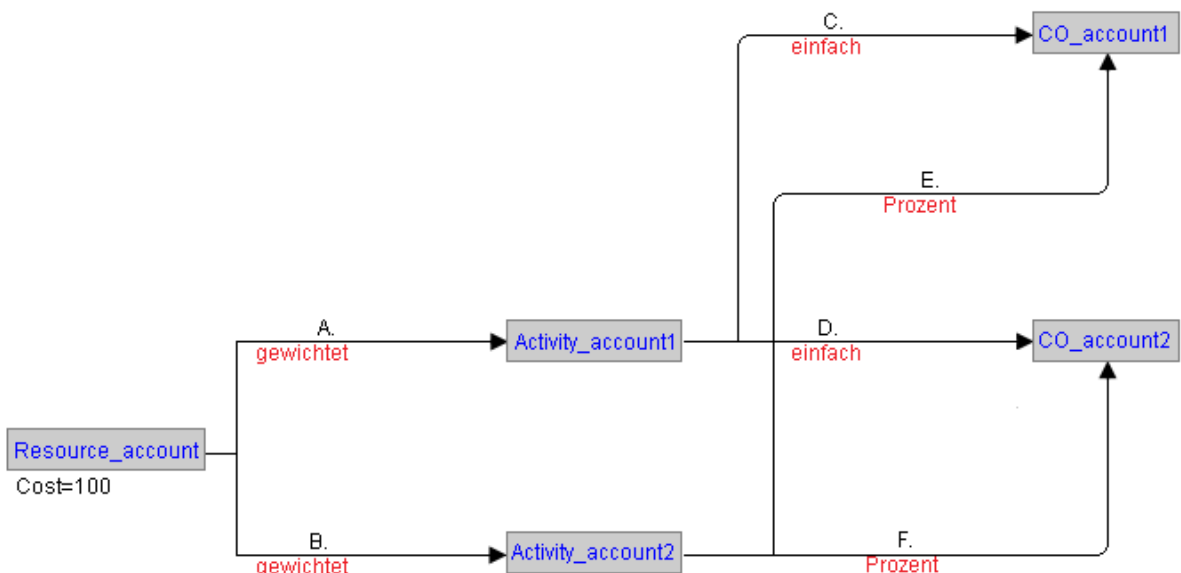 C.
einfach
CO_account1
E.
Prozent
A.
gewichtet
Activity_account1
D.
einfach
CO_account2
Resource_account
Cost=100
B.
gewichtet
Activity_account2
F.
Prozent